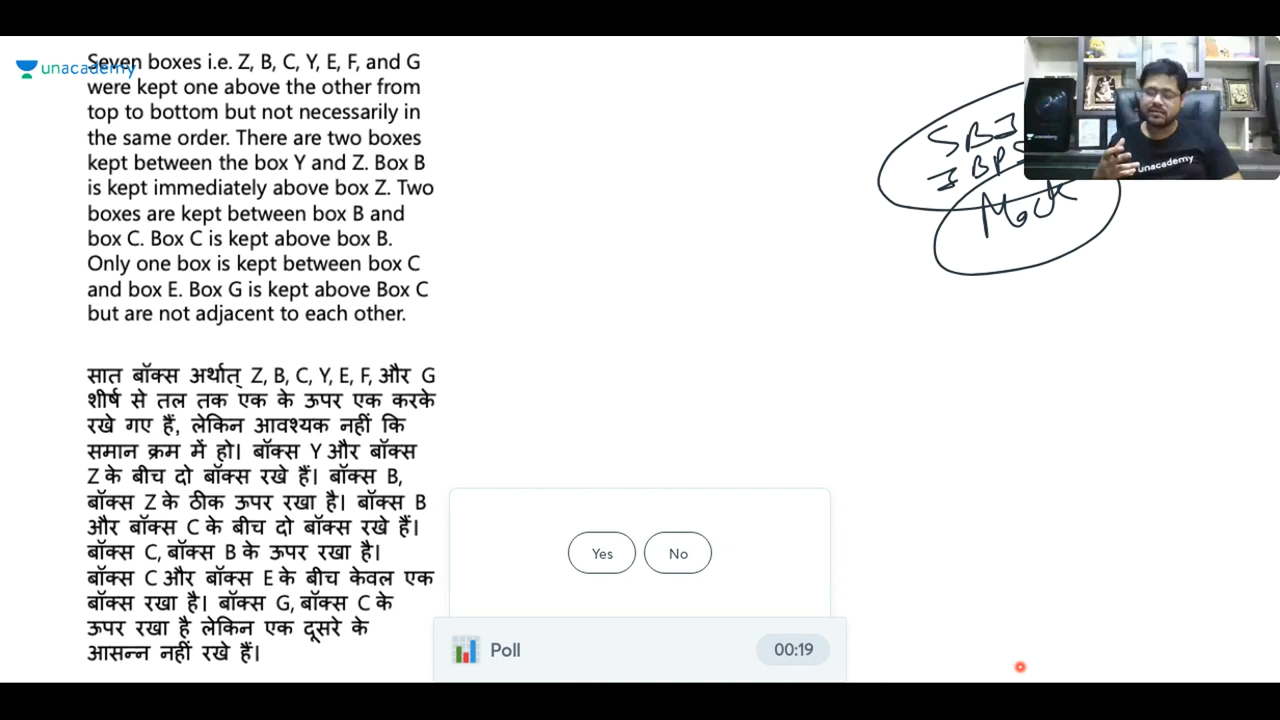 unacademy
Seven boxes i.e. Z, B, C, Y, E, F, and G
were kept one above the other from
top to bottom but not necessarily in
the same order. There are two boxes
kept between the box Y and Z. Box B
is kept immediately above box Z. Two
boxes are kept between box B and
box C. Box C is kept above box B.
Only one box is kept between box C
and box E. Box G is kept above Box C
but are not adjacent to each other.
सात बॉक्स अर्थात् Z, B, C, Y, E, F, और G
शीर्ष से तल तक एक के ऊपर एक करके
रखे गए हैं, लेकिन आवश्यक नहीं कि
समान क्रम में हो। बॉक्स Y और बॉक्स
Z के बीच दो बॉक्स रखे हैं। बॉक्स B,
बॉक्स Z के ठीक ऊपर रखा है। बॉक्स B
और बॉक्स C के बीच दो बॉक्स रखे हैं।
बॉक्स C, बॉक्स B के ऊपर रखा है।
बॉक्स C और बॉक्स E के बीच केवल एक
बॉक्स रखा है। बॉक्स G, बॉक्स C के
ऊपर रखा है लेकिन एक दूसरे के
आसन्न नहीं रखे हैं।
SBI
IBPS
Mock
unacademy
Yes No
Poll 00:19